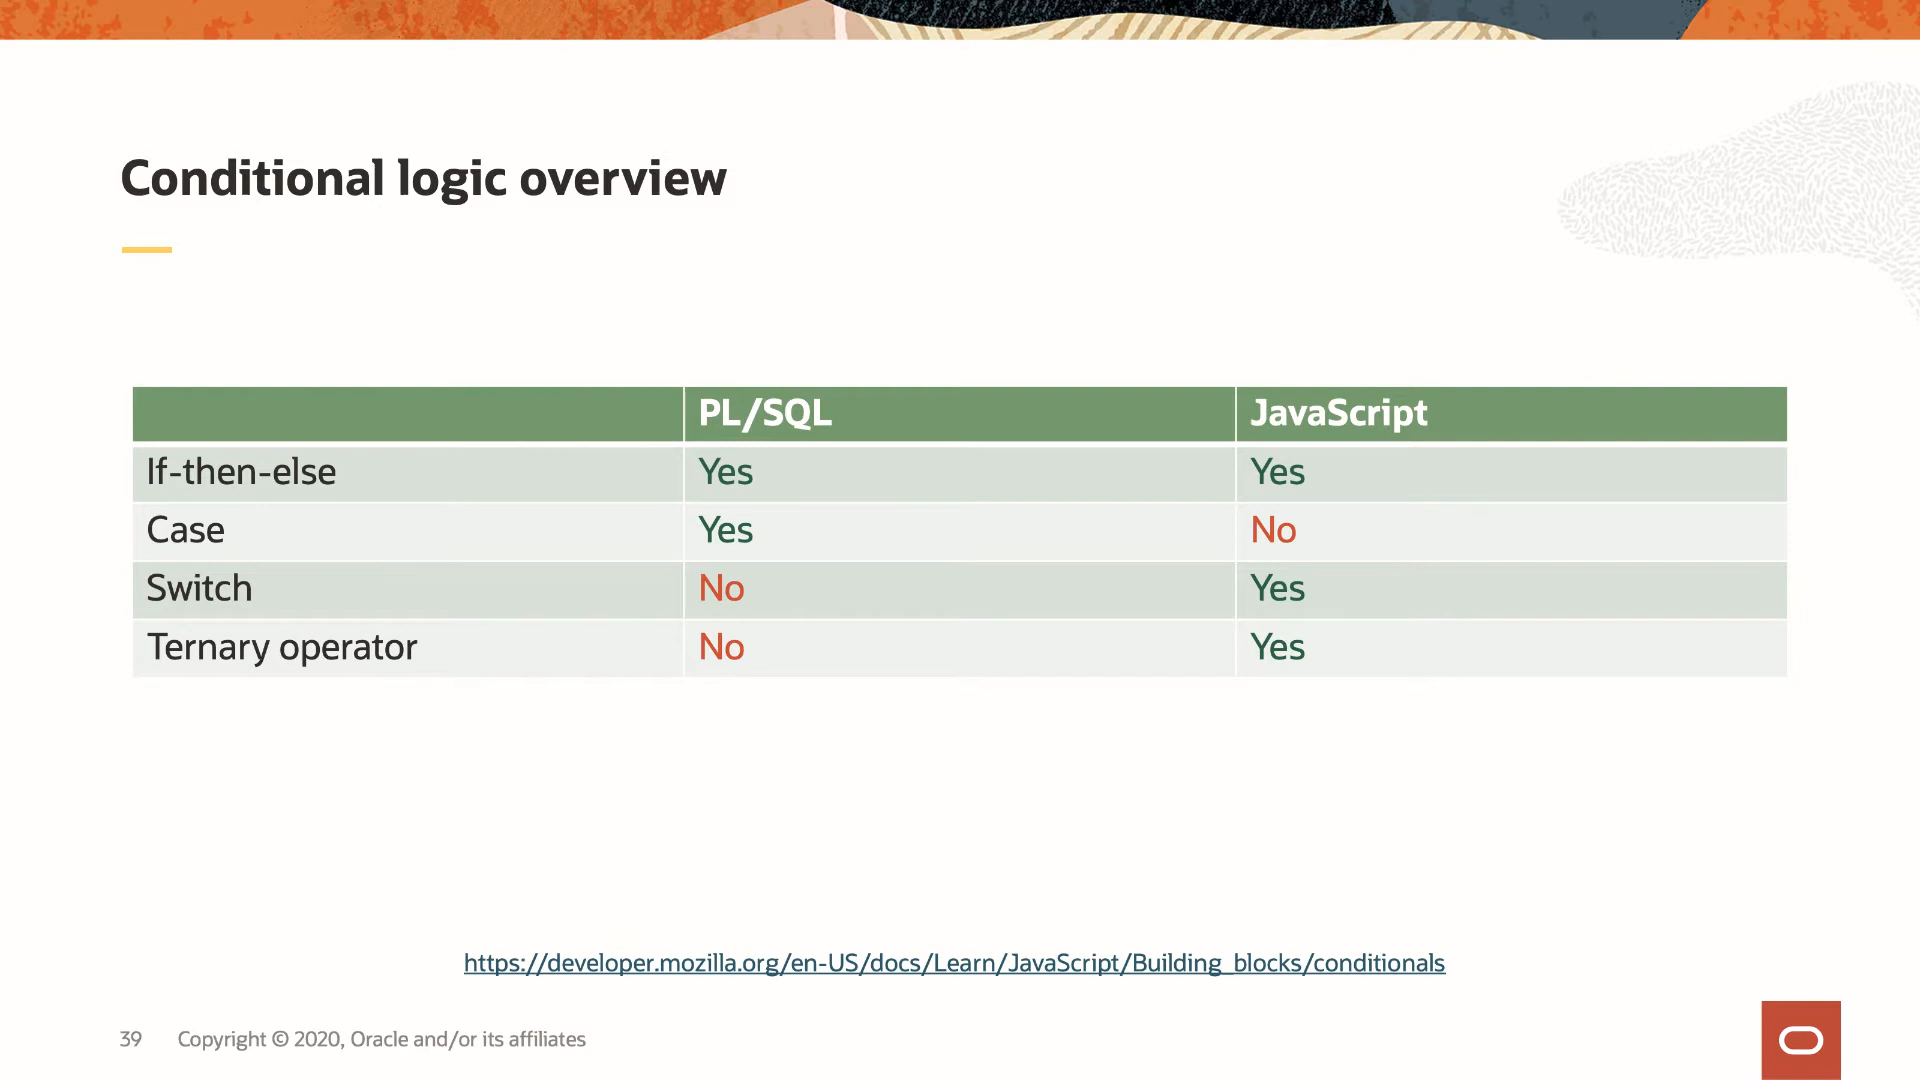 Conditional logic overview
PL/SQL JavaScript
If-then-else Yes Yes
Case Yes No
Switch No Yes
Ternary operator No Yes
https://developer.mozilla.org/en-US/docs/Learn/JavaScript/Building_blocks/conditionals
39 Copyright © 2020, Oracle and/or its affiliates